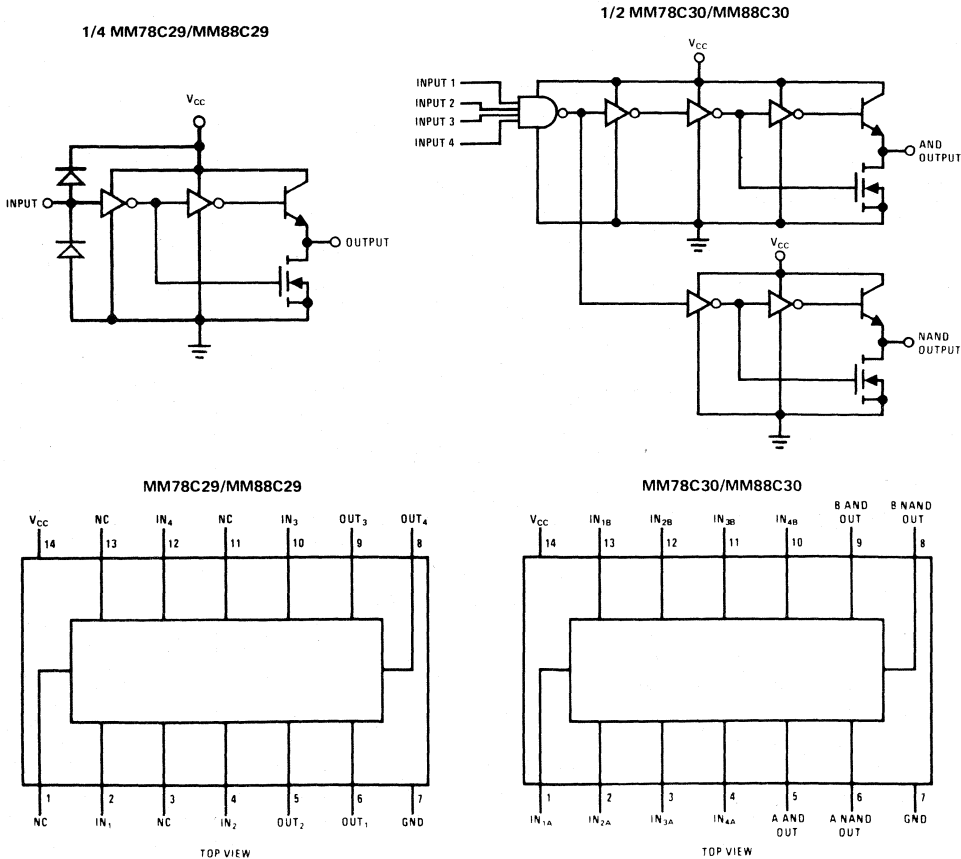 1/4 MM78C29/MM88C29
VCC
INPUT
OUTPUT
1/2 MM78C30/MM88C30
VCC
INPUT 1
INPUT 2
INPUT 3
INPUT 4
AND
OUTPUT
VCC
NAND
OUTPUT
MM78C29/MM88C29
VCC NC IN4 NC IN3 OUT3 OUT4
14 13 12 11 10 9 8
1 2 3 4 5 6 7
NC IN1 NC IN2 OUT2 OUT1 GND
TOP VIEW
MM78C30/MM88C30
VCC IN1B IN2B IN3B IN4B B AND OUT B NAND OUT
14 13 12 11 10 9 8
1 2 3 4 5 6 7
IN1A IN2A IN3A IN4A A AND OUT A NAND OUT GND
TOP VIEW